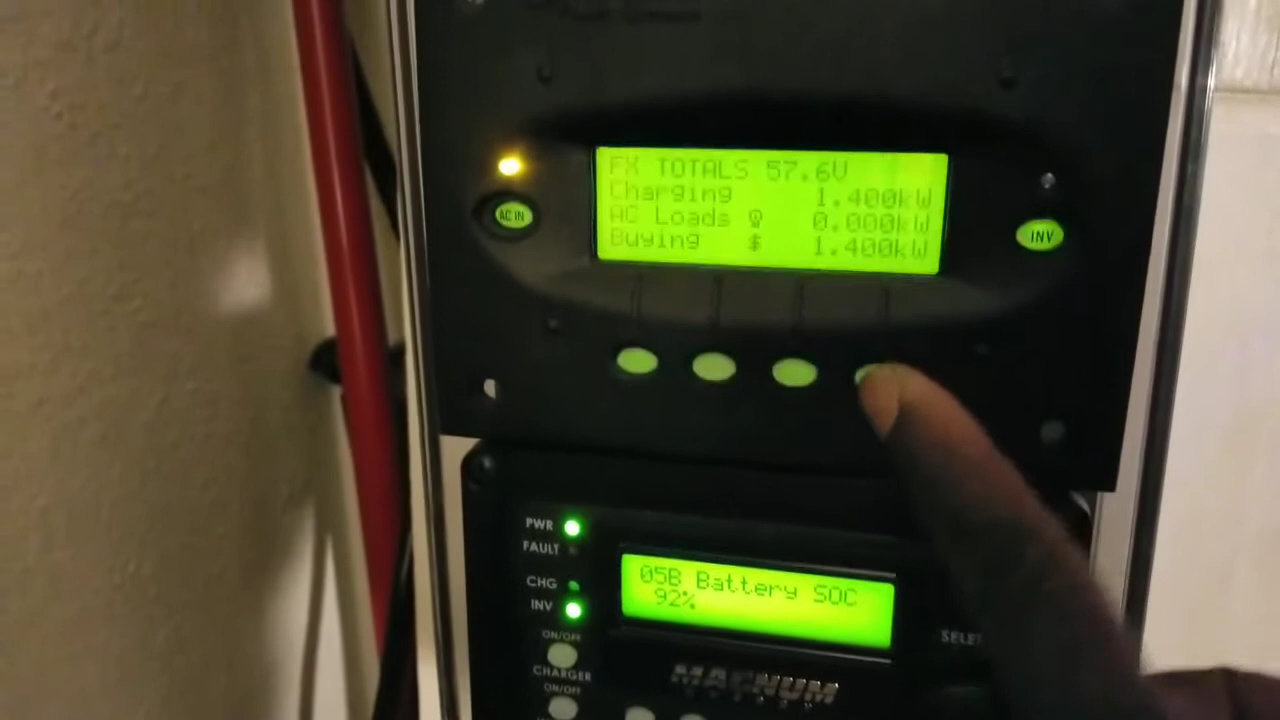 FX TOTALS 57.6V
Charging 1.400kW
AC Loads 0.000kW
Buying $ 1.400kW
AC IN
INV
PWR
FAULT
CHG
INV
05B Battery SOC
92%
ON/OFF
CHARGER
ON/OFF
MAGNUM